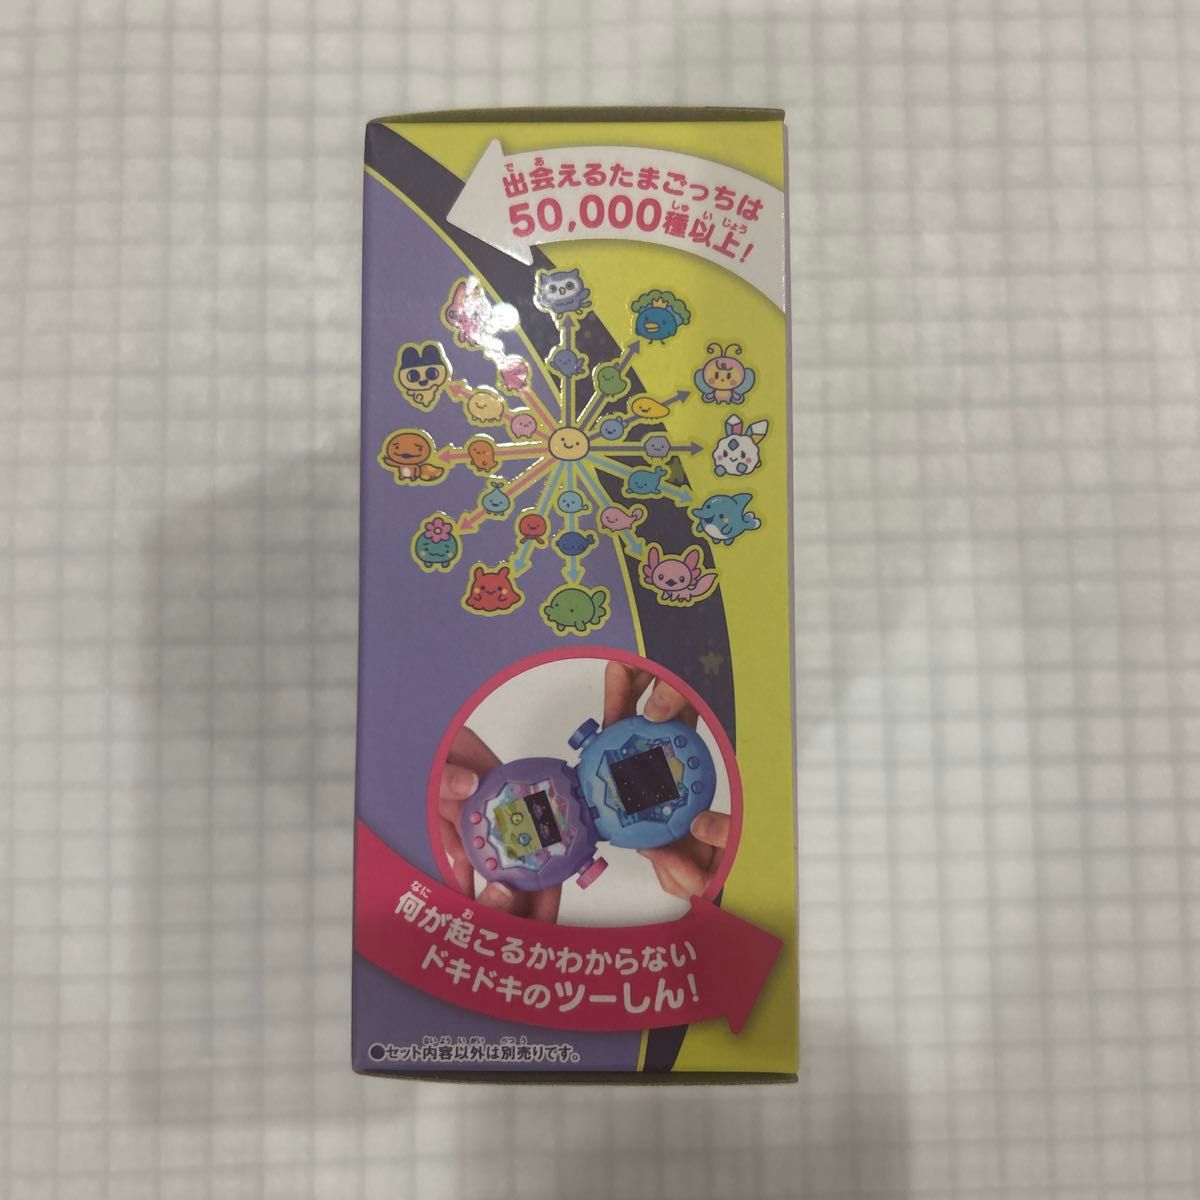 出会えるたまごっちは
50,000種以上!
何が起こるかわからない
ドキドキのツーしん!
●セット内容以外は別売りです。